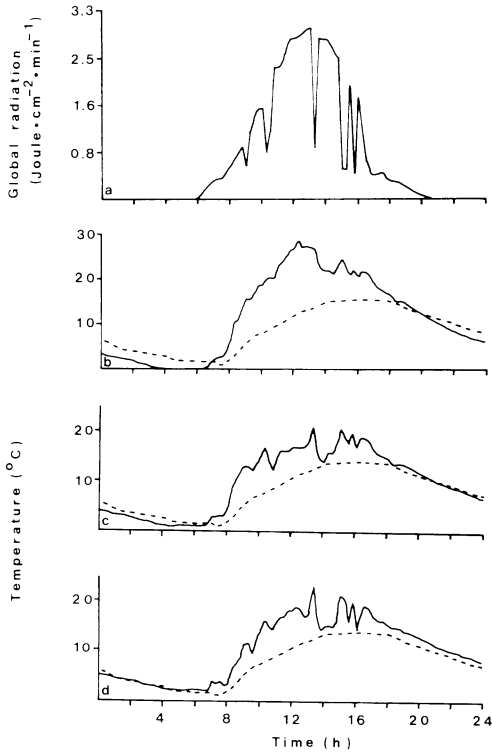 Global radiation
(Joule·cm⁻²·min⁻¹)
3.3
2.5
1.6
0.8
a
30
20
10
b
Temperature (°C)
20
10
c
20
10
d
4 8 12 16 20 24
Time (h)